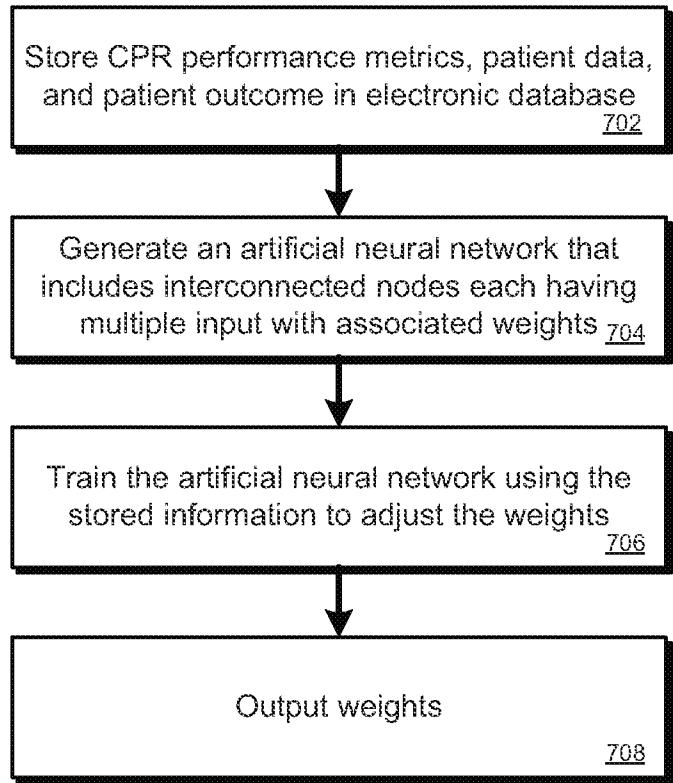 Store CPR performance metrics, patient data,
and patient outcome in electronic database
702
Generate an artificial neural network that
includes interconnected nodes each having
multiple input with associated weights 704
Train the artificial neural network using the
stored information to adjust the weights
706
Output weights
708